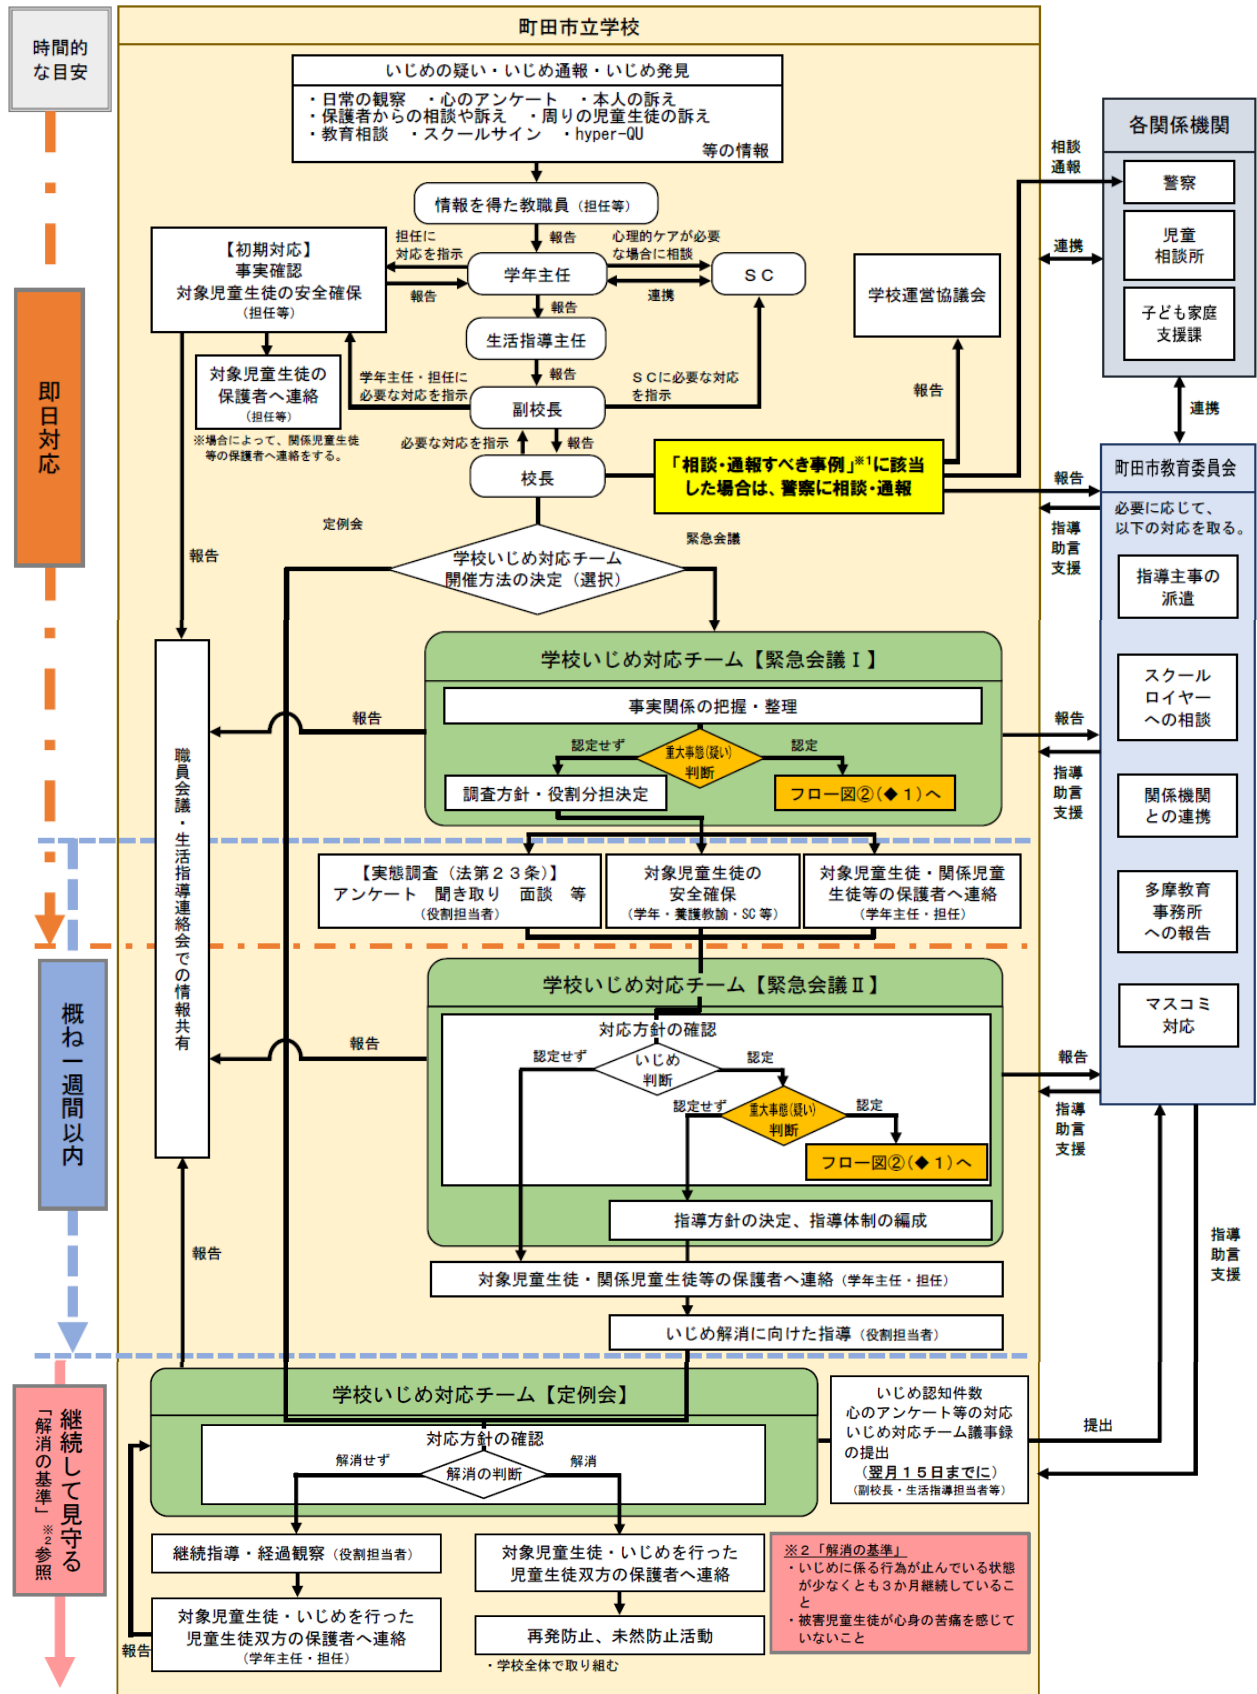 町田市立学校
時間的
な目安
いじめの疑い・いじめ通報・いじめ発見
・日常の観察　・心のアンケート　・本人の訴え
・保護者からの相談や訴え　・周りの児童生徒の訴え
・教育相談　・スクールサイン　・hyper-QU
等の情報
情報を得た教職員（担任等）
報告
担任に
対応を指示
心理的ケアが必要
な場合に相談
【初期対応】
事実確認
対象児童生徒の安全確保
（担任等）
学年主任
ＳＣ
報告
連携
報告
生活指導主任
対象児童生徒の
保護者へ連絡
（担任等）
※場合によって、関係児童生徒
等の保護者へ連絡をする。
学年主任・担任に
必要な対応を指示
報告
ＳＣに必要な対応
を指示
副校長
必要な対応を指示
報告
校長
「相談・通報すべき事例」※1に該当
した場合は、警察に相談・通報
学校運営協議会
報告
相談
通報
連携
各関係機関
警察
児童
相談所
子ども家庭
支援課
連携
即日対応
定例会
緊急会議
学校いじめ対応チーム
開催方法の決定（選択）
報告
報告
指導
助言
支援
町田市教育委員会
必要に応じて、
以下の対応を取る。
指導主事の
派遣
スクール
ロイヤー
への相談
関係機関
との連携
多摩教育
事務所
への報告
マスコミ
対応
学校いじめ対応チーム【緊急会議Ⅰ】
事実関係の把握・整理
認定せず
重大事態(疑い)
判断
認定
調査方針・役割分担決定
フロー図②(◆１)へ
報告
報告
指導
助言
支援
職員会議・生活指導連絡会での情報共有
【実態調査（法第２３条）】
アンケート　聞き取り　面談　等
（役割担当者）
対象児童生徒の
安全確保
（学年・養護教諭・SC 等）
対象児童生徒・関係児童
生徒等の保護者へ連絡
（学年主任・担任）
概ね一週間以内
学校いじめ対応チーム【緊急会議Ⅱ】
対応方針の確認
認定せず
いじめ
判断
認定
認定せず
重大事態(疑い)
判断
認定
フロー図②(◆１)へ
指導方針の決定、指導体制の編成
報告
報告
指導
助言
支援
報告
対象児童生徒・関係児童生徒等の保護者へ連絡（学年主任・担任）
いじめ解消に向けた指導（役割担当者）
指導
助言
支援
継続して見守る
「解消の基準」※２参照
学校いじめ対応チーム【定例会】
対応方針の確認
解消せず
解消の判断
解消
いじめ認知件数
心のアンケート等の対応
いじめ対応チーム議事録
の提出
（翌月１５日までに）
（副校長・生活指導担当者等）
提出
継続指導・経過観察（役割担当者）
対象児童生徒・いじめを行った
児童生徒双方の保護者へ連絡
（学年主任・担任）
報告
対象児童生徒・いじめを行った
児童生徒双方の保護者へ連絡
再発防止、未然防止活動
・学校全体で取り組む
※２「解消の基準」
・いじめに係る行為が止んでいる状態
が少なくとも３か月継続しているこ
と
・被害児童生徒が心身の苦痛を感じて
いないこと